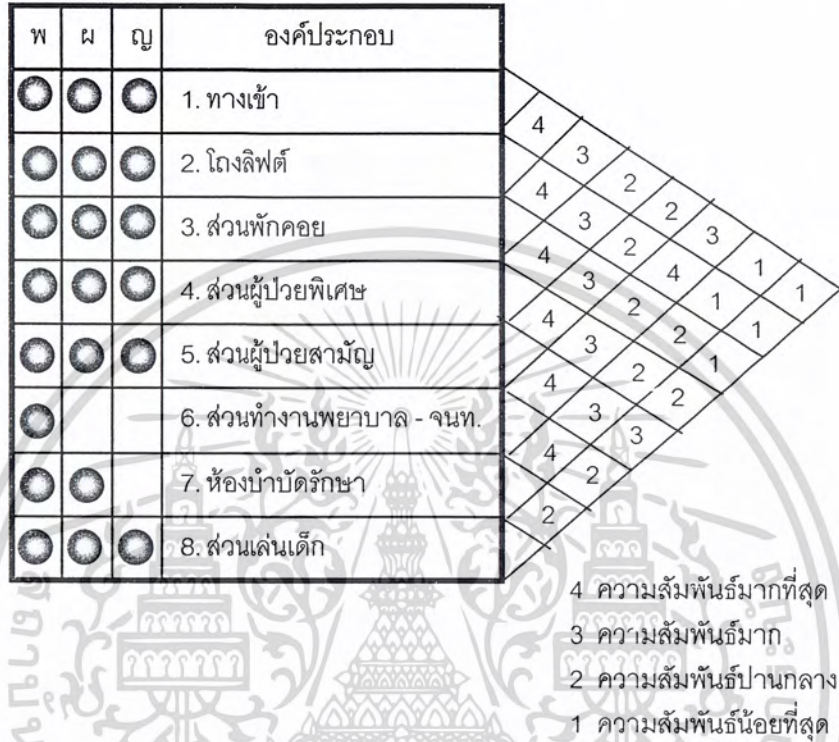 พ ผ ญ องค์ประกอบ
1. ทางเข้า
4 3 2 2 3 1 1
2. โถงลิฟต์
4 3 2 4 1 1
3. ส่วนพักคอย
4 3 2 2 1
4. ส่วนผู้ป่วยพิเศษ
4 3 2 2
5. ส่วนผู้ป่วยสามัญ
4 3 3
6. ส่วนทำงานพยาบาล - จนท.
4 2
7. ห้องบำบัดรักษา
2
8. ส่วนเล่นเด็ก
4 ความสัมพันธ์มากที่สุด
3 ความสัมพันธ์มาก
2 ความสัมพันธ์ปานกลาง
1 ความสัมพันธ์น้อยที่สุด